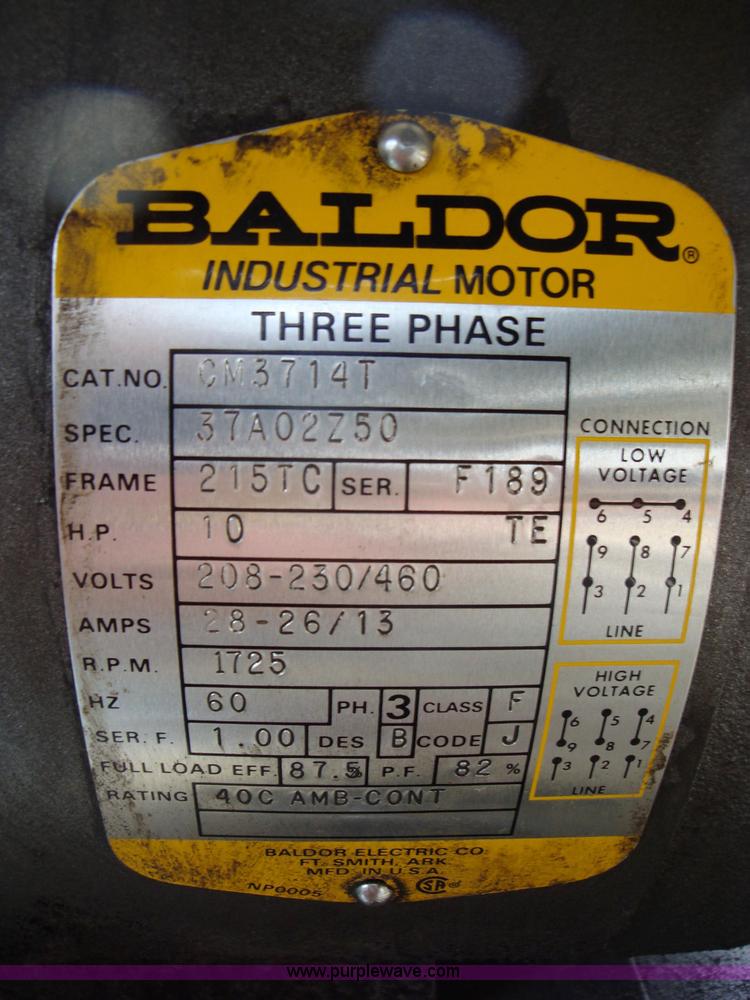 BALDOR®
INDUSTRIAL MOTOR
THREE PHASE
CAT.NO. CM3714T
SPEC. 37A02Z50
FRAME 215TC SER. F189
H.P. 10 TE
VOLTS 208-230/460
AMPS 28-26/13
R.P.M. 1725
HZ 60 PH. 3 CLASS F
SER. F. 1.00 DES B CODE J
FULL LOAD EFF. 87.5% P.F. 82 %
RATING 40C AMB-CONT
CONNECTION
LOW
VOLTAGE
6 5 4
9 8 7
3 2 1
LINE
HIGH
VOLTAGE
6 5 4
9 8 7
3 2 1
LINE
BALDOR ELECTRIC CO.
FT. SMITH, ARK.
MFD. IN U.S.A.
NP0005 SA®
www.purplewave.com